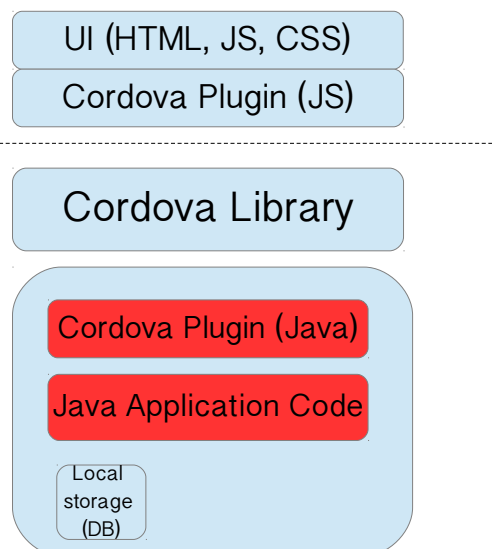 UI (HTML, JS, CSS)
Cordova Plugin (JS)
Cordova Library
Cordova Plugin (Java)
Java Application Code
Local
storage
(DB)